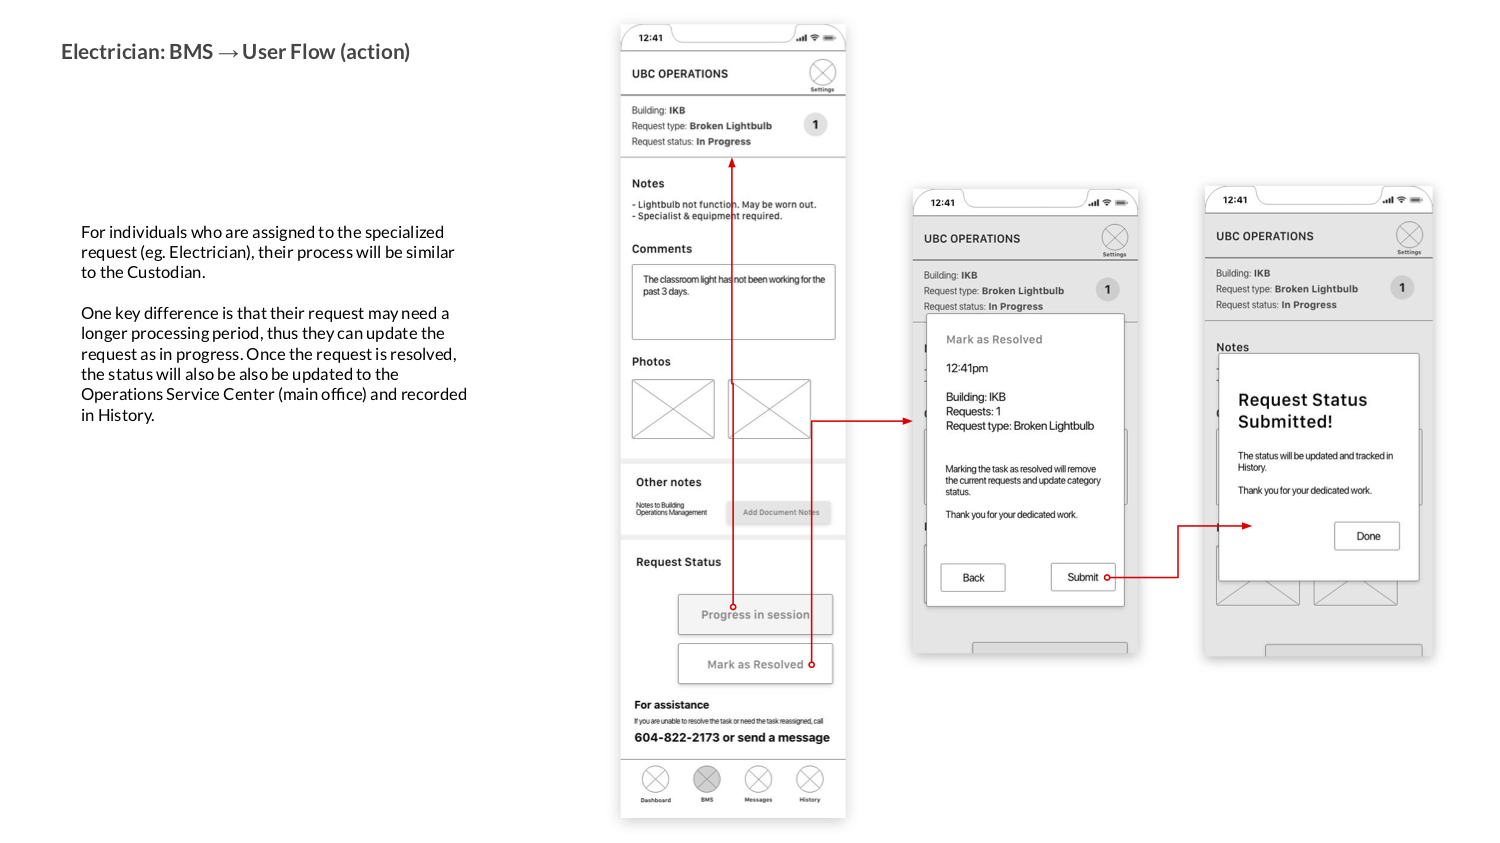 Electrician: BMS → User Flow (action)
For individuals who are assigned to the specialized
request (eg. Electrician), their process will be similar
to the Custodian.
One key difference is that their request may need a
longer processing period, thus they can update the
request as in progress. Once the request is resolved,
the status will also be also be updated to the
Operations Service Center (main office) and recorded
in History.
12:41
UBC OPERATIONS
Settings
Building: IKB
Request type: Broken Lightbulb
Request status: In Progress
1
Notes
- Lightbulb not function. May be worn out.
- Specialist & equipment required.
Comments
The classroom light has not been working for the
past 3 days.
Photos
Other notes
Notes to Building
Operations Management
Add Document Notes
Request Status
Progress in session
Mark as Resolved
For assistance
If you are unable to resolve the task or need the task reassigned, call
604-822-2173 or send a message
Dashboard
BMS
Messages
History
12:41
UBC OPERATIONS
Settings
Building: IKB
Request type: Broken Lightbulb
Request status: In Progress
1
Mark as Resolved
12:41pm
Building: IKB
Requests: 1
Request type: Broken Lightbulb
Marking the task as resolved will remove
the current requests and update category
status.
Thank you for your dedicated work.
Back
Submit
12:41
UBC OPERATIONS
Settings
Building: IKB
Request type: Broken Lightbulb
Request status: In Progress
1
Notes
Request Status
Submitted!
The status will be updated and tracked in
History.
Thank you for your dedicated work.
Done